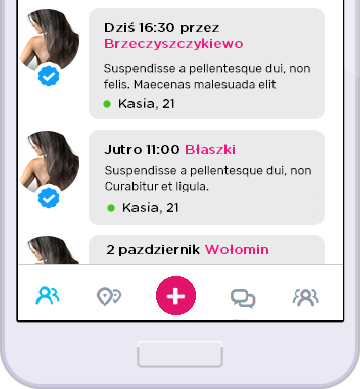 Dziś 16:30 przez
Brzeczyszczykiewo
Suspendisse a pellentesque dui, non
felis. Maecenas malesuada elit
Kasia, 21
Jutro 11:00 Błaszki
Suspendisse a pellentesque dui, non
Curabitur et ligula.
Kasia, 21
2 pazdziernik Wołomin